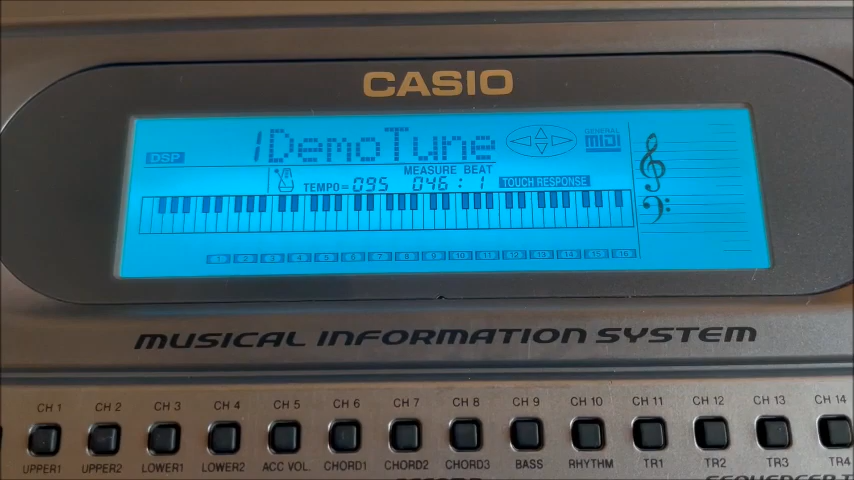 CASIO
1DemoTune
GENERAL
MIDI
DSP
MEASURE BEAT
TEMPO= 095 046 : 1 TOUCH RESPONSE
1 2 3 4 5 6 7 8 9 10 11 12 13 14 15 16
MUSICAL INFORMATION SYSTEM
CH 1 CH 2 CH 3 CH 4 CH 5 CH 6 CH 7 CH 8 CH 9 CH 10 CH 11 CH 12 CH 13 CH 14
UPPER1 UPPER2 LOWER1 LOWER2 ACC VOL. CHORD1 CHORD2 CHORD3 BASS RHYTHM TR1 TR2 TR3 TR4